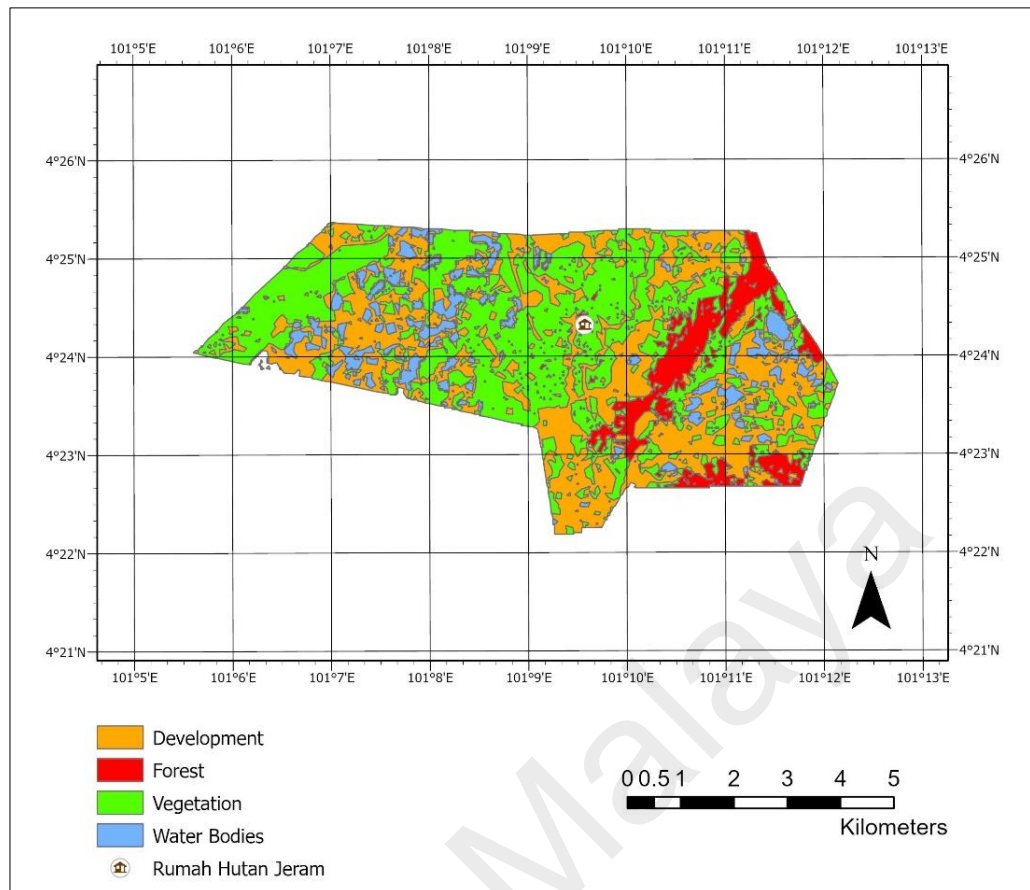 101°5'E 101°6'E 101°7'E 101°8'E 101°9'E 101°10'E 101°11'E 101°12'E 101°13'E
4°26'N 4°26'N
4°25'N 4°25'N
4°24'N 4°24'N
4°23'N 4°23'N
4°22'N 4°22'N
N
4°21'N 4°21'N
101°5'E 101°6'E 101°7'E 101°8'E 101°9'E 101°10'E 101°11'E 101°12'E 101°13'E
Development
Forest
Vegetation
Water Bodies
Rumah Hutan Jeram
0 0.5 1 2 3 4 5
Kilometers
Malaya